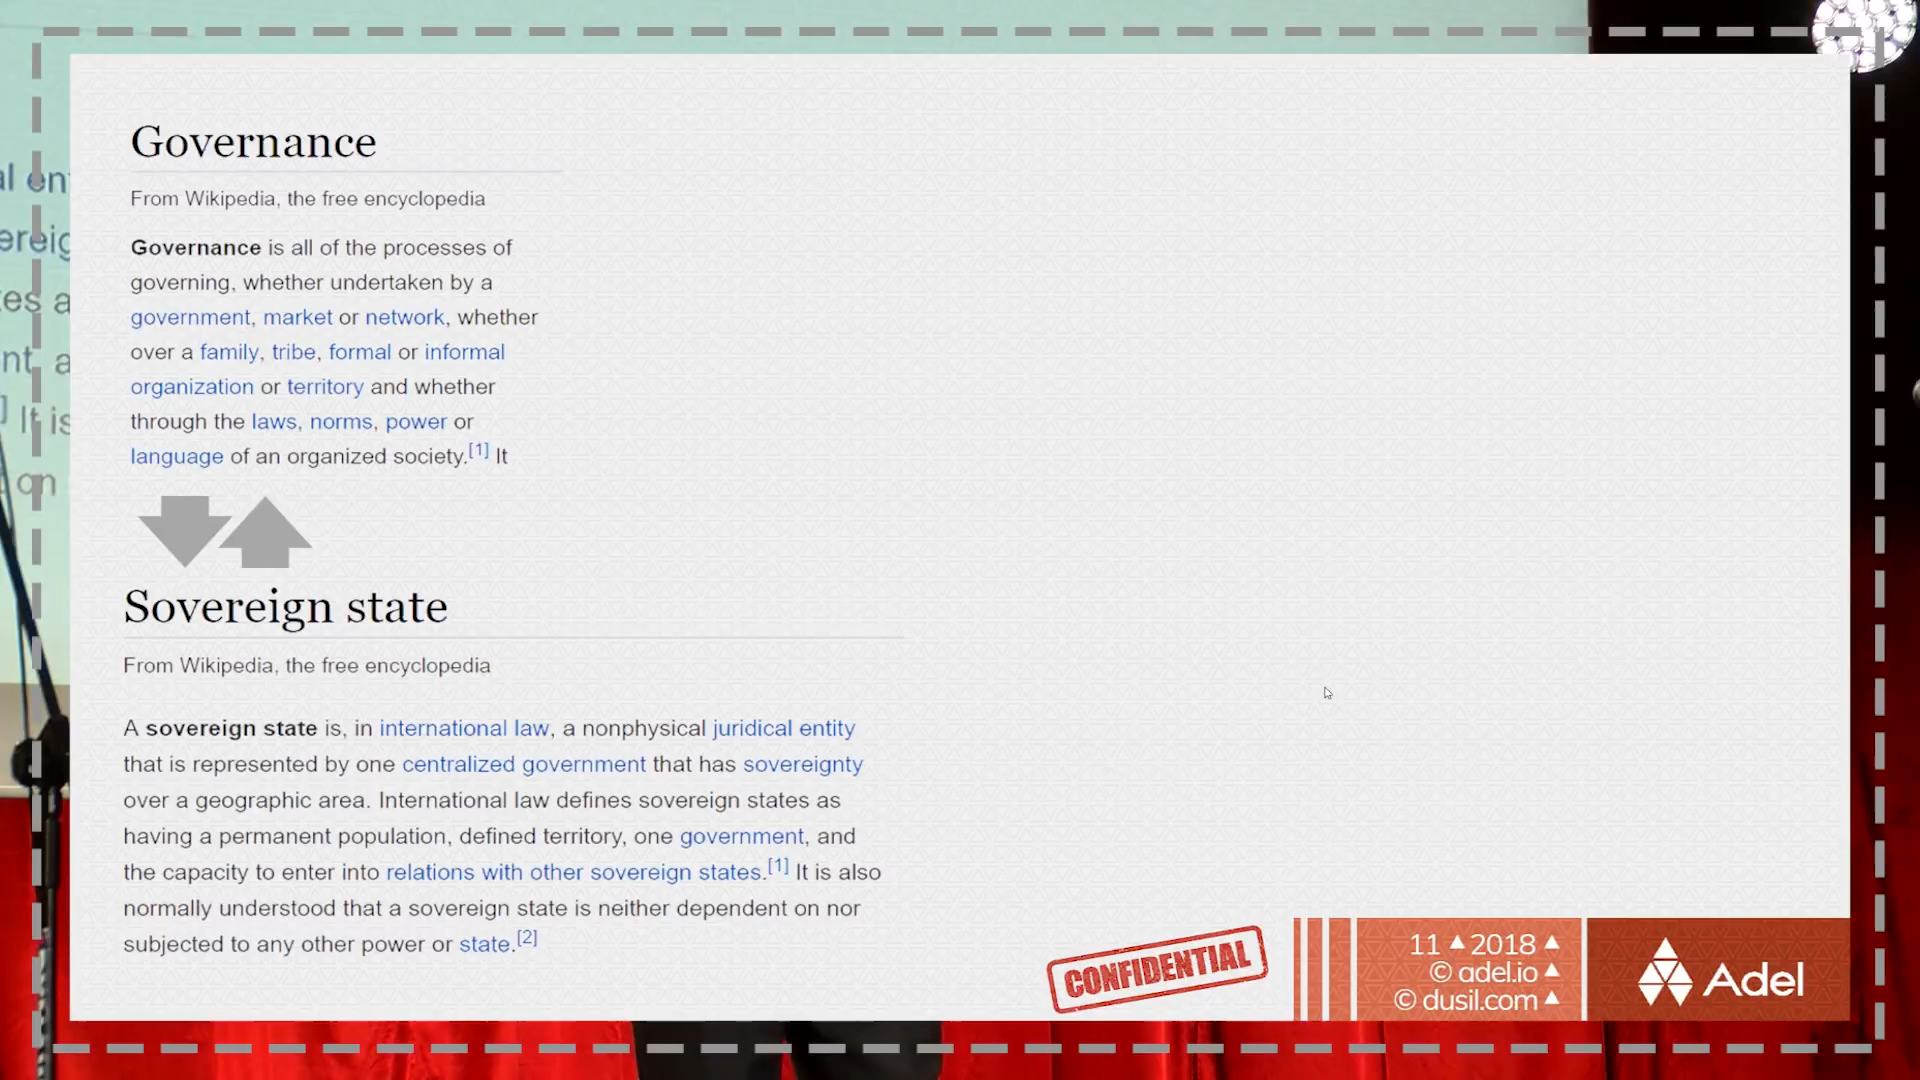 Governance
From Wikipedia, the free encyclopedia
Governance is all of the processes of
governing, whether undertaken by a
government, market or network, whether
over a family, tribe, formal or informal
organization or territory and whether
through the laws, norms, power or
language of an organized society.[1] It
Sovereign state
From Wikipedia, the free encyclopedia
A sovereign state is, in international law, a nonphysical juridical entity
that is represented by one centralized government that has sovereignty
over a geographic area. International law defines sovereign states as
having a permanent population, defined territory, one government, and
the capacity to enter into relations with other sovereign states.[1] It is also
normally understood that a sovereign state is neither dependent on nor
subjected to any other power or state.[2]
CONFIDENTIAL
11 ▲ 2018 ▲
© adel.io ▲
© dusil.com ▲
Adel
It is
on